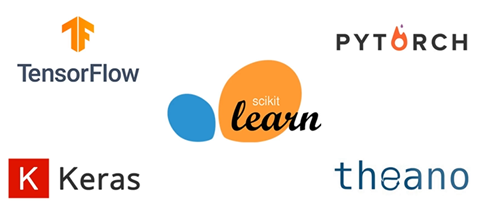 TensorFlow
PYTORCH
scikit
learn
K Keras
theano